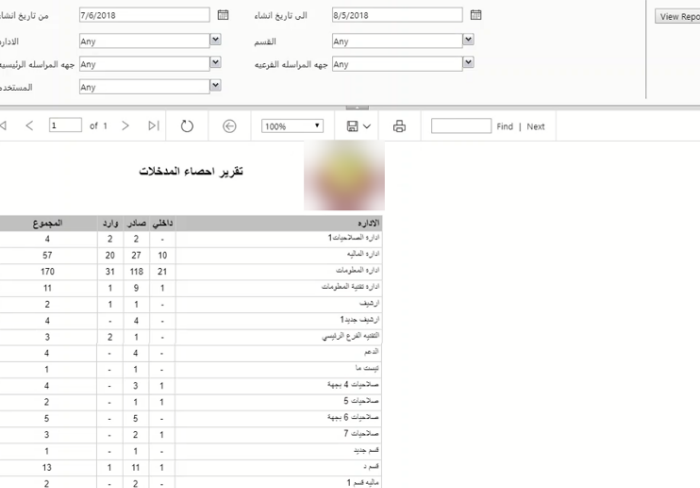 من تاريخ انشاء 7/6/2018 الى تاريخ انشاء 8/5/2018 View Repo
الادارة Any القسم Any
جهه المراسله الرئيسيه Any جهه المراسله الفرعيه Any
المستخدم Any
1 of 1 100% Find | Next
تقرير احصاء المدخلات
الاداره داخلي صادر وارد المجموع
اداره الصلاحيات1 - 2 2 4
اداره الماليه 10 27 20 57
اداره المعلومات 21 118 31 170
اداره تقنية المعلومات 1 9 1 11
ارشيف - 1 1 2
ارشيف جديد1 - 4 - 4
التقنيه الفرع الرئيسي - 1 2 3
الدعم - 4 - 4
تيست ما - 1 - 1
صلاحيات 4 بجهة 1 3 - 4
صلاحيات 5 1 1 - 2
صلاحيات 6 بجهة - 5 - 5
صلاحيات 7 1 2 - 3
قسم جديد - 1 - 1
قسم د 1 11 1 13
ماليه قسم 1 - 2 - 2